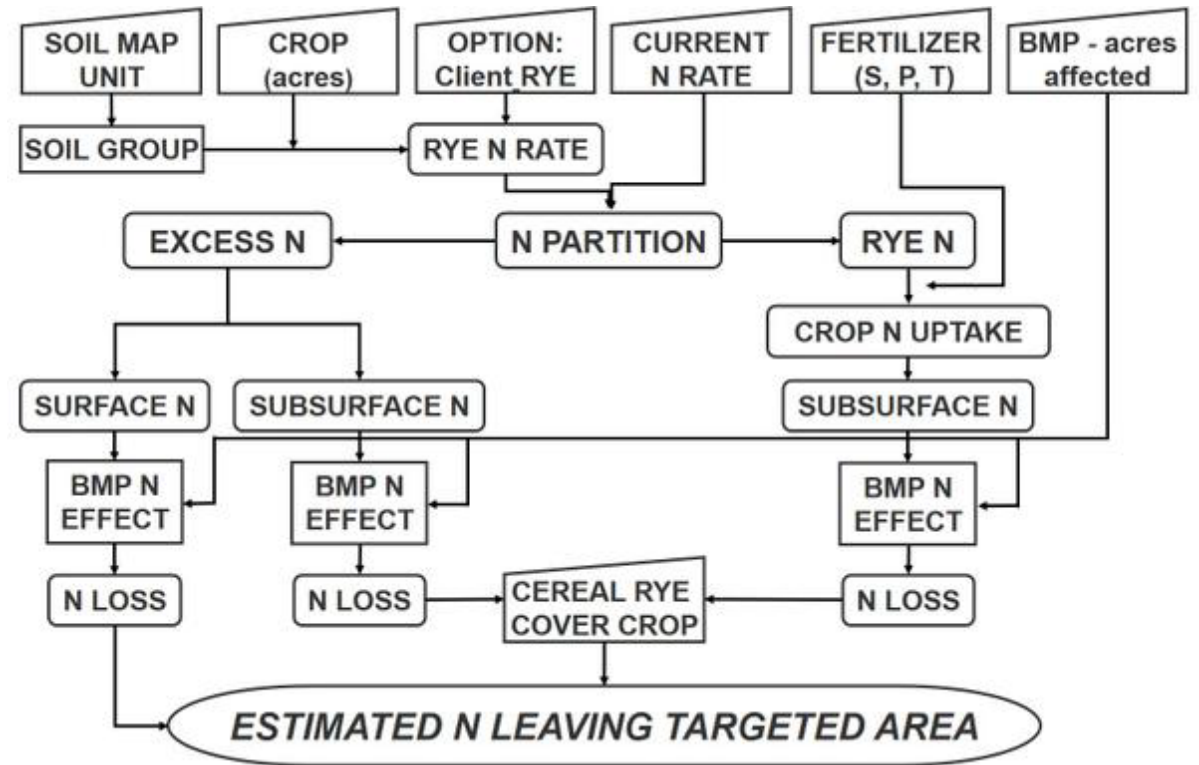 SOIL MAP
UNIT
CROP
(acres)
OPTION:
Client_RYE
CURRENT
N RATE
FERTILIZER
(S, P, T)
BMP - acres
affected
SOIL GROUP
RYE N RATE
EXCESS N
N PARTITION
RYE N
CROP N UPTAKE
SURFACE N
SUBSURFACE N
SUBSURFACE N
BMP N
EFFECT
BMP N
EFFECT
BMP N
EFFECT
N LOSS
N LOSS
CEREAL RYE
COVER CROP
N LOSS
ESTIMATED N LEAVING TARGETED AREA